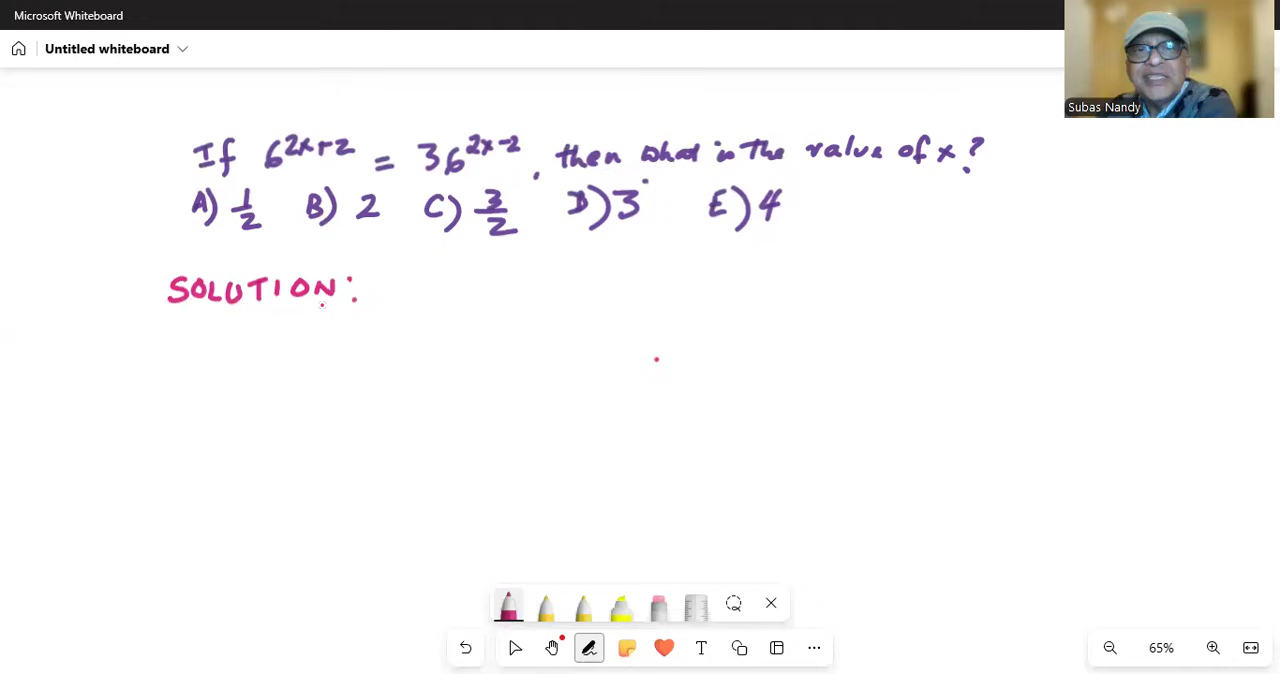 Microsoft Whiteboard
Untitled whiteboard
Subas Nandy
If 6^{2x+2} = 36^{2x-2}, then what is the value of x?
A) 1/2 B) 2 C) 3/2 D) 3 E) 4
SOLUTION:
T
65%